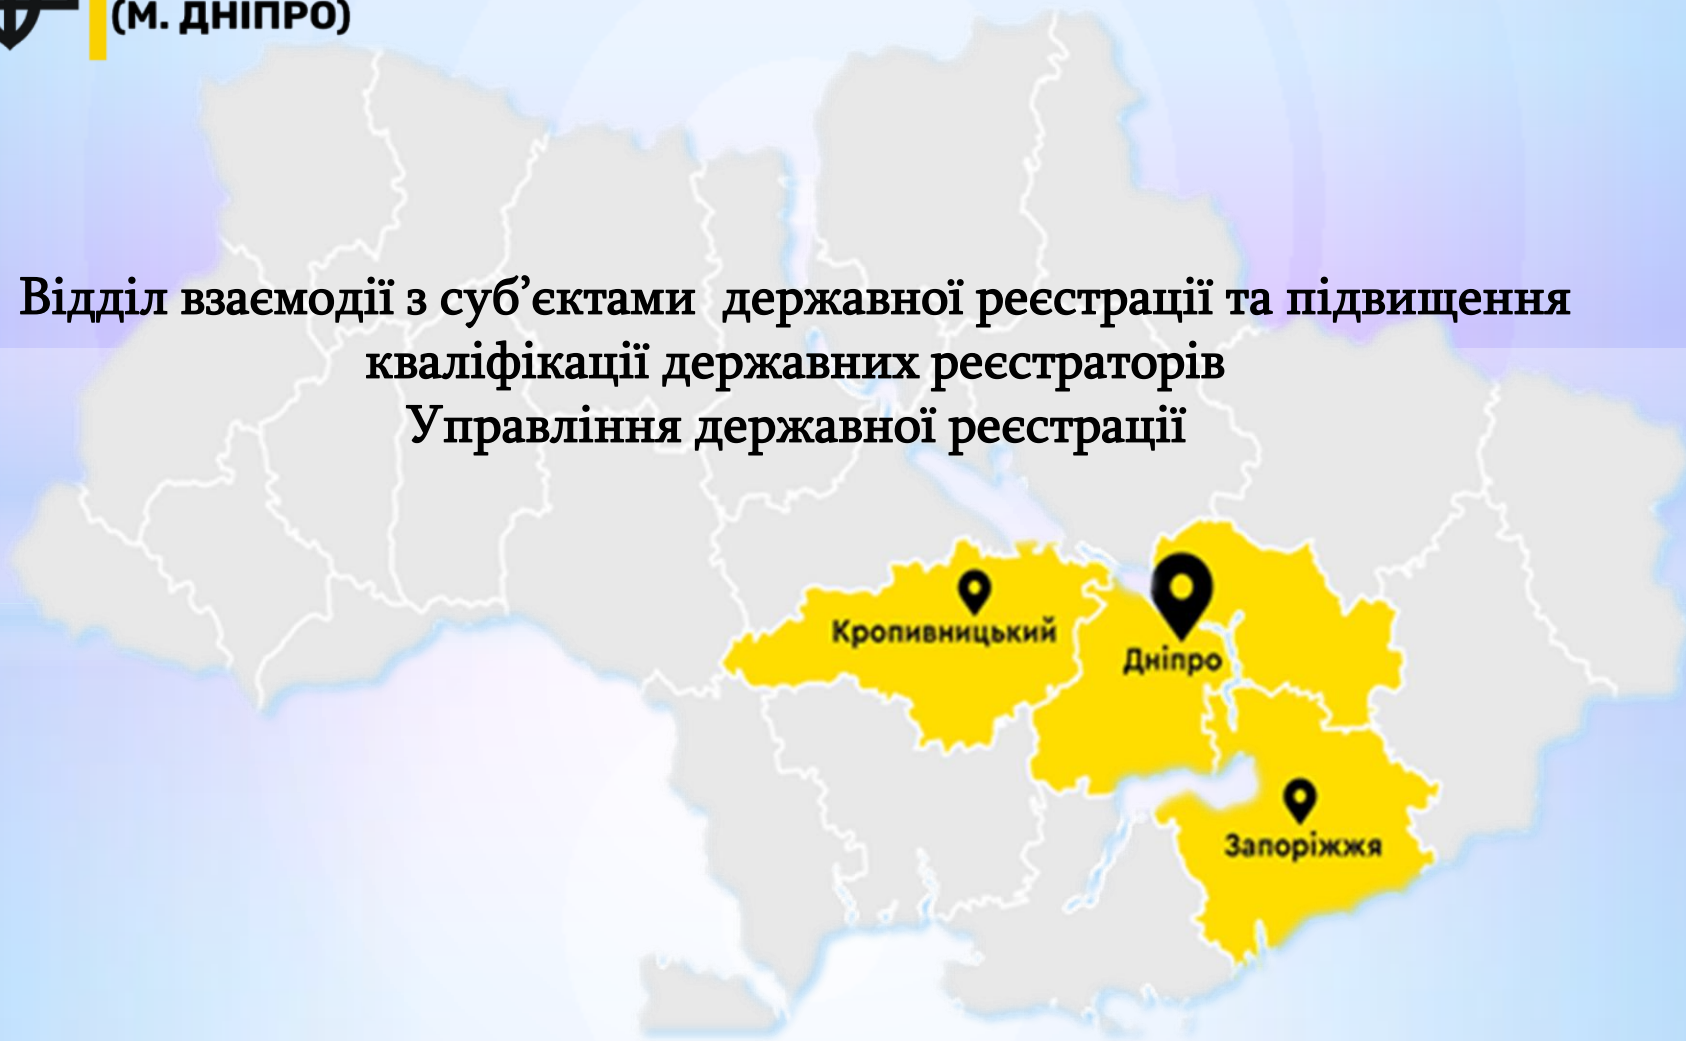 (М. ДНІПРО)
Відділ взаємодії з суб’єктами державної реєстрації та підвищення
кваліфікації державних реєстраторів
Управління державної реєстрації
Кропивницький
Дніпро
Запоріжжя